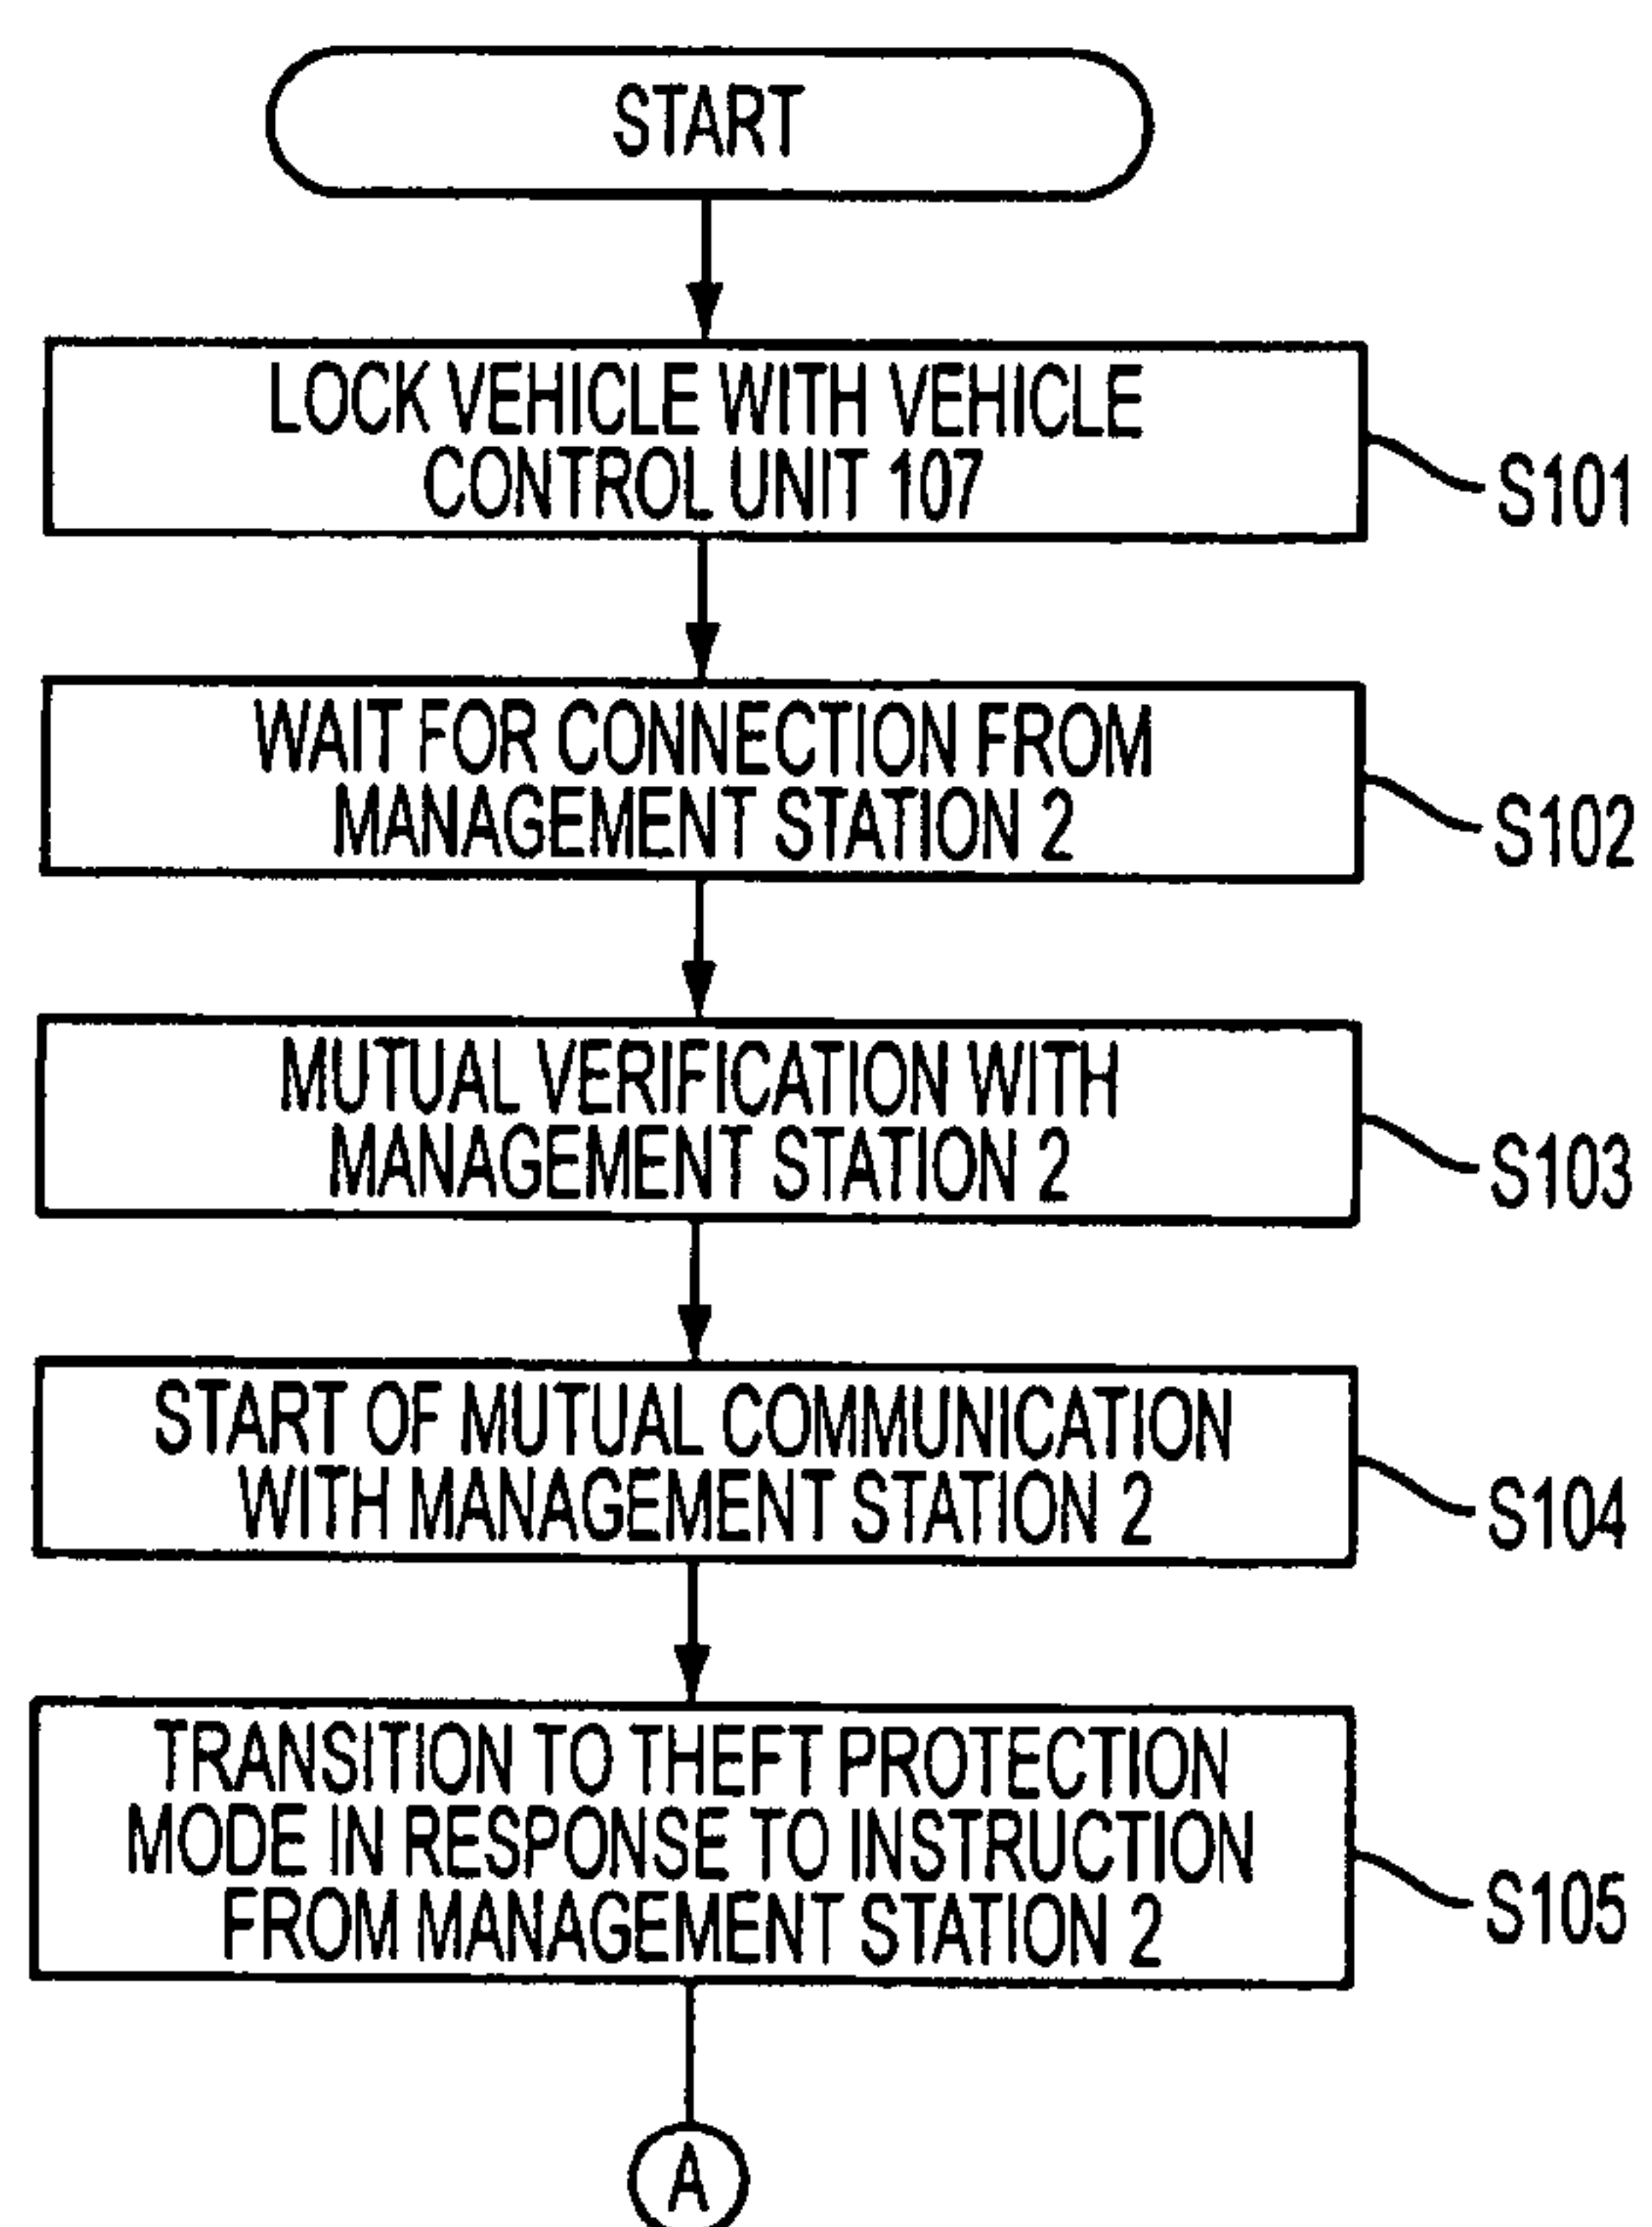 START
LOCK VEHICLE WITH VEHICLE
CONTROL UNIT 107
S101
WAIT FOR CONNECTION FROM
MANAGEMENT STATION 2
S102
MUTUAL VERIFICATION WITH
MANAGEMENT STATION 2
S103
START OF MUTUAL COMMUNICATION
WITH MANAGEMENT STATION 2
S104
TRANSITION TO THEFT PROTECTION
MODE IN RESPONSE TO INSTRUCTION
FROM MANAGEMENT STATION 2
S105
A